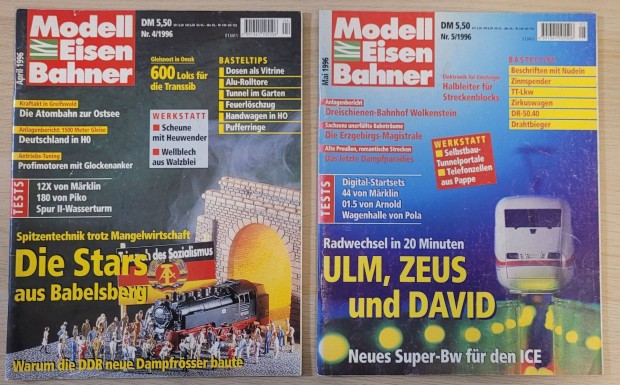 Modell
Eisen
Bahner
April 1996
DM 5,50
Nr. 4/1996
Gleisnost in Omsk
600 Loks für
die Transsib
BASTELTIPS
Dosen als Vitrine
Alu-Rolltore
Tunnel im Garten
Feuerlöschzug
Handwagen in H0
Pufferringe
Kraftakt in Greifswald
Die Atombahn zur Ostsee
Anlagenbericht: 1500 Meter Gleise
Deutschland in H0
Antriebs-Tuning
Profimotoren mit Glockenanker
WERKSTATT
Scheune
mit Heuwender
Wellblech
aus Walzblei
TESTS
12X von Märklin
180 von Piko
Spur II-Wasserturm
Spitzentechnik trotz Mangelwirtschaft
Die Stars
aus Babelsberg
des Sozialismus
Warum die DDR neue Dampfrösser baute
Modell
Eisen
Bahner
Mai 1996
DM 5,50
Nr. 5/1996
Elektronik für Einsteiger
Halbleiter für
Streckenblocks
BASTELTIPS
Beschriften mit Nudeln
Zinnspender
TT-Lkw
Zirkuswagen
DR-50.40
Drahtbieger
Anlagenbericht
Dreischienen-Bahnhof Wolkenstein
Sachsens unerfüllte Bahnträume
Die Erzgebirgs-Magistrale
Alte Preußen, romantische Strecken
Das letzte Dampfparadies
WERKSTATT
Selbstbau-
Tunnelportale
Telefonzellen
aus Pappe
TESTS
Digital-Startsets
44 von Märklin
01.5 von Arnold
Wagenhalle von Pola
Radwechsel in 20 Minuten
ULM, ZEUS
und DAVID
Neues Super-Bw für den ICE